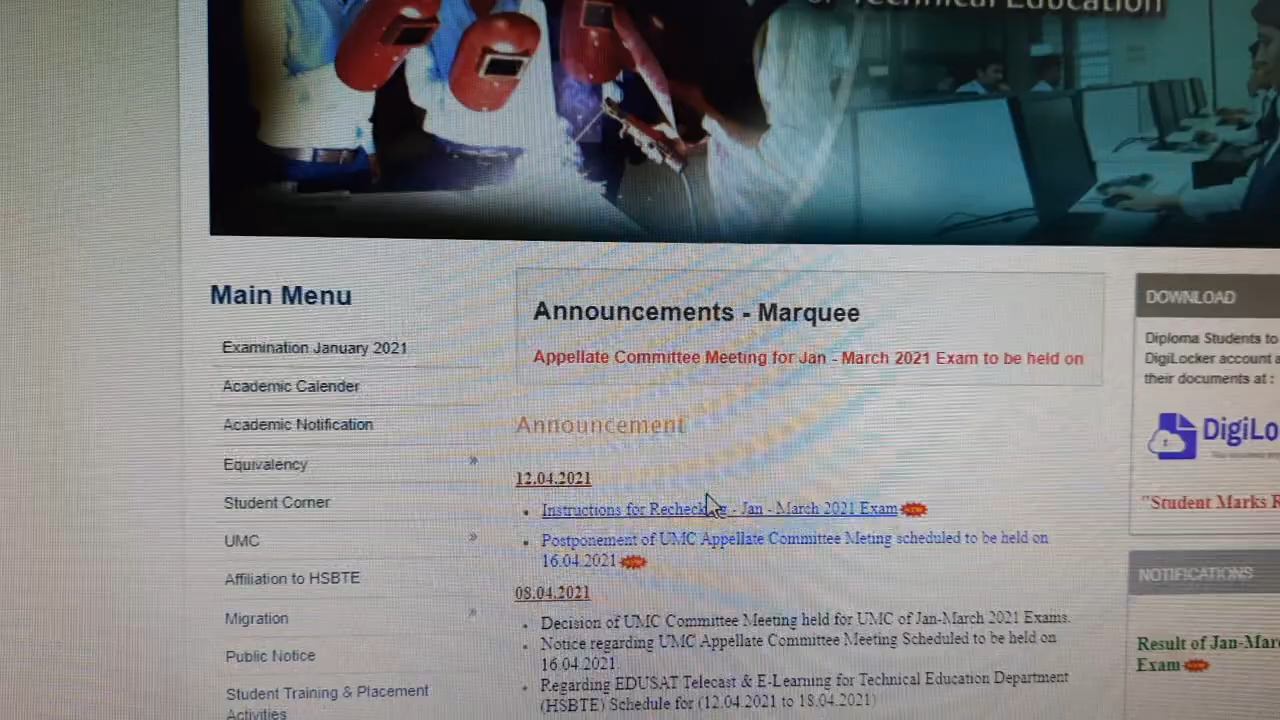 of Technical Education
Main Menu
Examination January 2021
Academic Calender
Academic Notification
Equivalency »
Student Corner
UMC »
Affiliation to HSBTE
Migration »
Public Notice
Student Training & Placement
Activities
Announcements - Marquee
Appellate Committee Meeting for Jan - March 2021 Exam to be held on
Announcement
12.04.2021
Instructions for Rechecking - Jan - March 2021 Exam
Postponement of UMC Appellate Committee Meting scheduled to be held on
16.04.2021
08.04.2021
Decision of UMC Committee Meeting held for UMC of Jan-March 2021 Exams.
Notice regarding UMC Appellate Committee Meeting Scheduled to be held on
16.04.2021.
Regarding EDUSAT Telecast & E-Learning for Technical Education Department
(HSBTE) Schedule for (12.04.2021 to 18.04.2021)
DOWNLOAD
Diploma Students to
DigiLocker account a
their documents at :
DigiLo
"Student Marks R
NOTIFICATIONS
Result of Jan-Mar
Exam